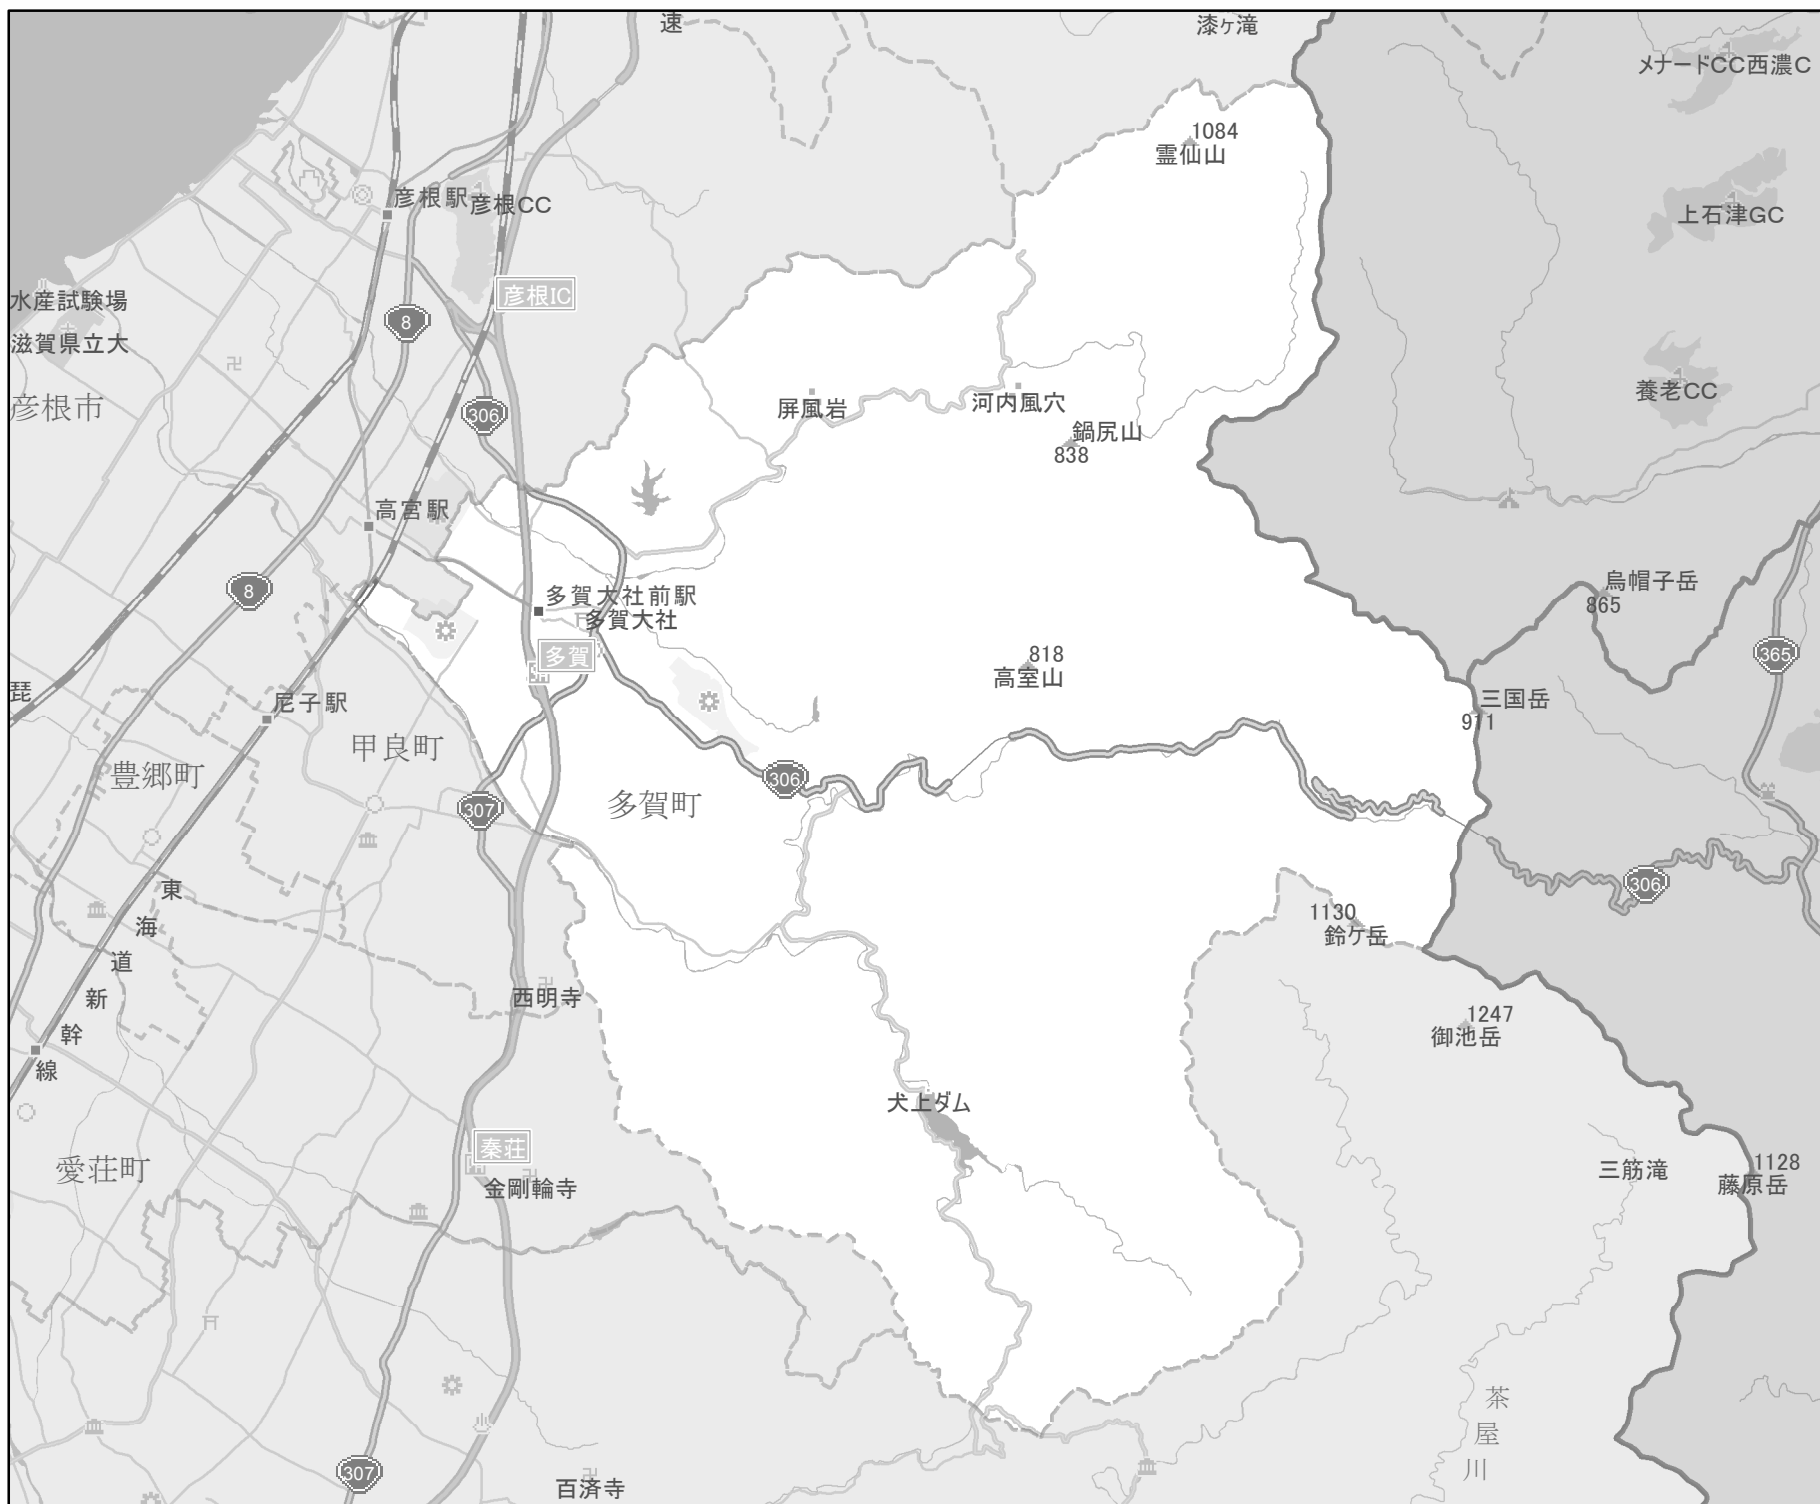 速
漆ヶ滝
メナードCC西濃C
1084
霊仙山
彦根駅
彦根CC
上石津GC
彦根IC
水産試験場
8
滋賀県立大
養老CC
彦根市
屏風岩
河内風穴
306
鍋尻山
838
高宮駅
烏帽子岳
865
8
多賀大社前駅
多賀大社
多賀
818
高室山
365
琵
尼子駅
三国岳
911
甲良町
豊郷町
306
307
多賀町
306
東
海
道
新
幹
線
1130
鈴ケ岳
西明寺
1247
御池岳
犬上ダム
秦荘
愛荘町
金剛輪寺
三筋滝
1128
藤原岳
茶
屋
川
307
百済寺